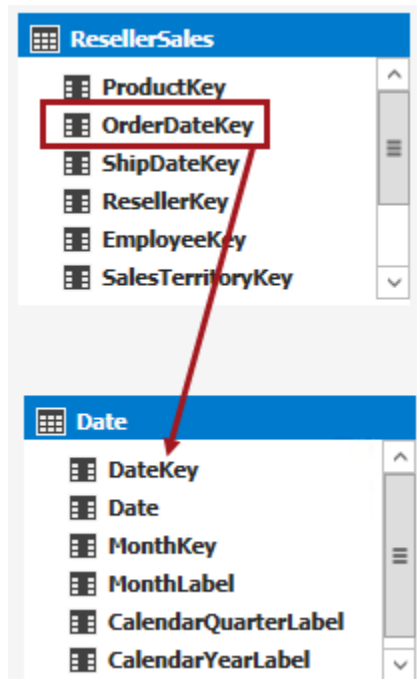 ResellerSales
ProductKey
OrderDateKey
ShipDateKey
ResellerKey
EmployeeKey
SalesTerritoryKey
Date
DateKey
Date
MonthKey
MonthLabel
CalendarQuarterLabel
CalendarYearLabel